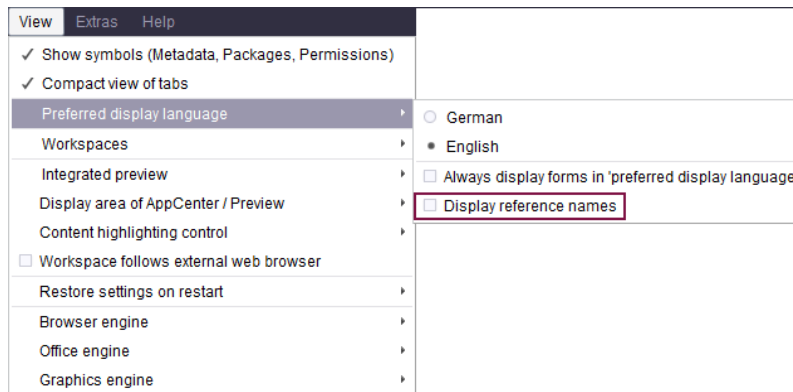 View Extras Help
✓ Show symbols (Metadata, Packages, Permissions)
✓ Compact view of tabs
Preferred display language
Workspaces
Integrated preview
Display area of AppCenter / Preview
Content highlighting control
Workspace follows external web browser
Restore settings on restart
Browser engine
Office engine
Graphics engine
German
English
Always display forms in 'preferred display language
Display reference names